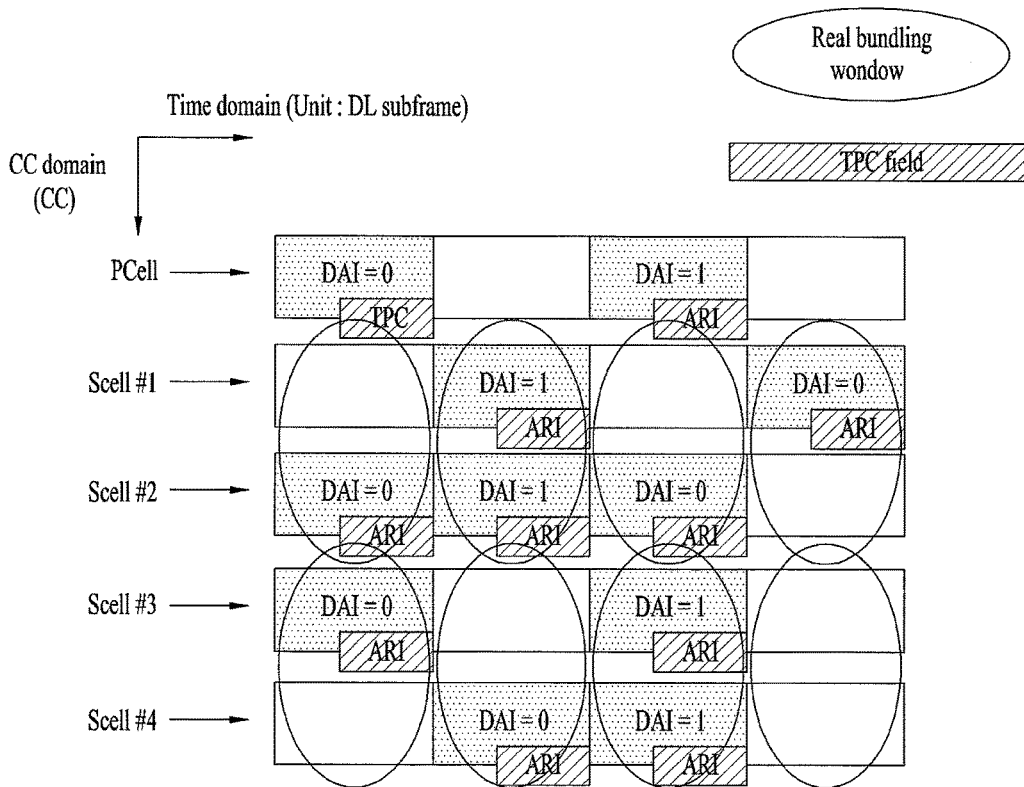 Real bundling
wondow
Time domain (Unit : DL subframe)
TPC field
CC domain
(CC)
PCell
DAI = 0
DAI = 1
TPC
ARI
Scell #1
DAI = 1
DAI = 0
ARI
ARI
Scell #2
DAI = 0
DAI = 1
DAI = 0
ARI
ARI
ARI
Scell #3
DAI = 0
DAI = 1
ARI
ARI
Scell #4
DAI = 0
DAI = 1
ARI
ARI